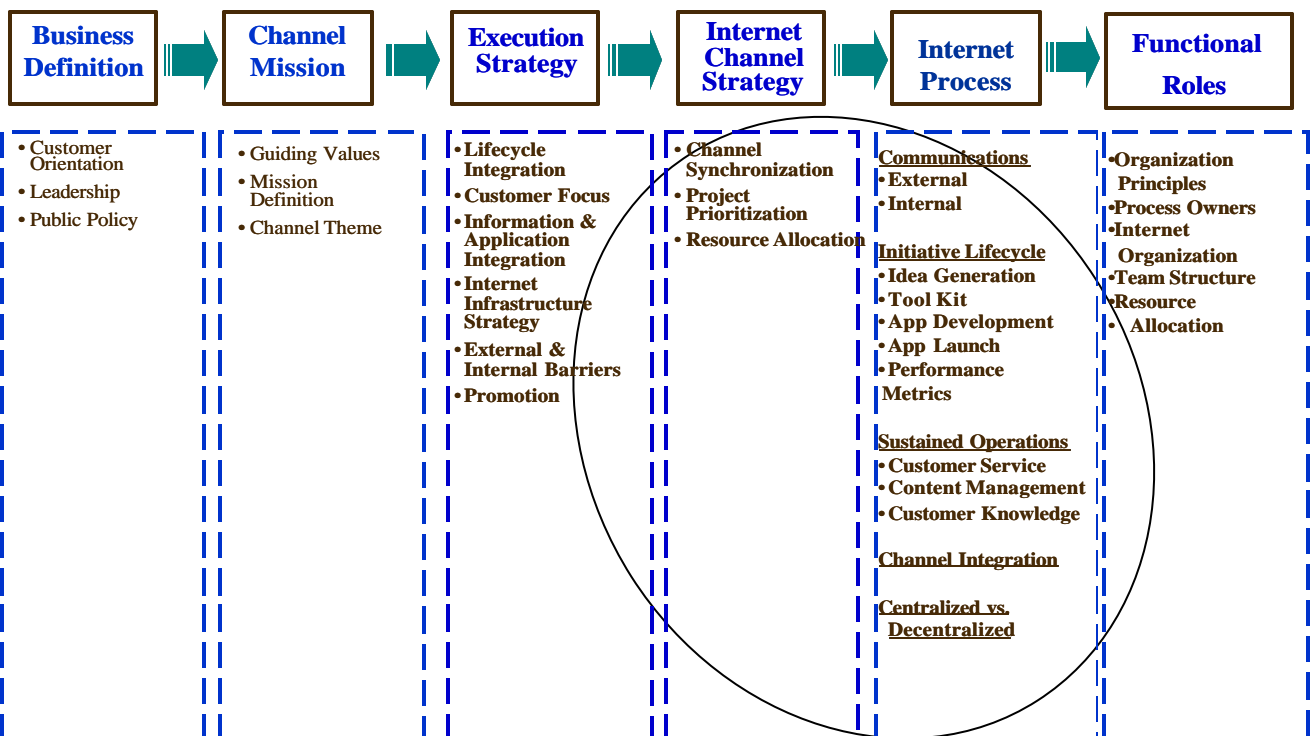 Business
Definition
Channel
Mission
Execution
Strategy
Internet
Channel
Strategy
Internet
Process
Functional
Roles
• Customer
Orientation
• Leadership
• Public Policy
• Guiding Values
• Mission
Definition
• Channel Theme
• Lifecycle
Integration
• Customer Focus
• Information &
Application
Integration
• Internet
Infrastructure
Strategy
• External &
Internal Barriers
• Promotion
• Channel
Synchronization
• Project
Prioritization
• Resource Allocation
Communications
• External
• Internal
Initiative Lifecycle
• Idea Generation
• Tool Kit
• App Development
• App Launch
• Performance
Metrics
Sustained Operations
• Customer Service
• Content Management
• Customer Knowledge
Channel Integration
Centralized vs.
Decentralized
•Organization
Principles
•Process Owners
•Internet
Organization
•Team Structure
•Resource
• Allocation